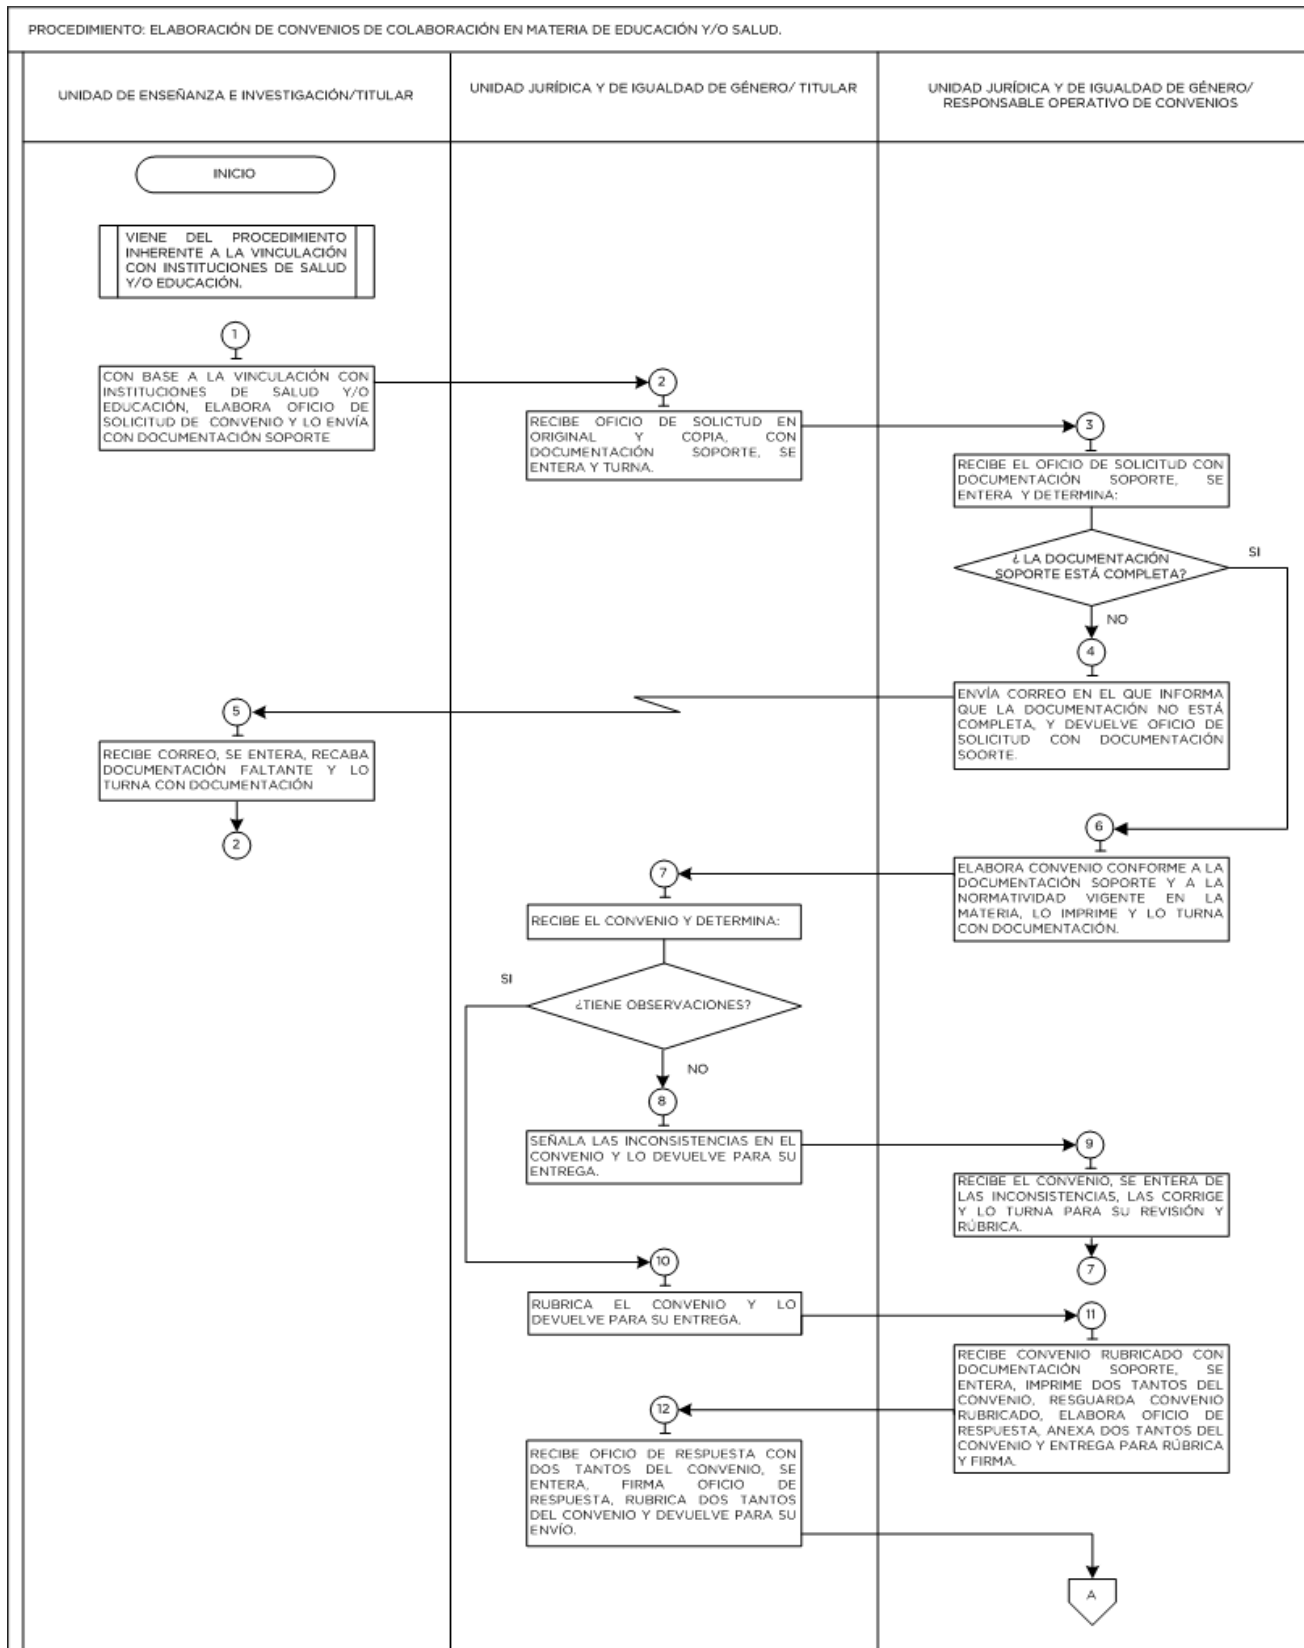 PROCEDIMIENTO: ELABORACIÓN DE CONVENIOS DE COLABORACIÓN EN MATERIA DE EDUCACIÓN Y/O SALUD.
UNIDAD DE ENSEÑANZA E INVESTIGACIÓN/TITULAR
UNIDAD JURÍDICA Y DE IGUALDAD DE GÉNERO/ TITULAR
UNIDAD JURÍDICA Y DE IGUALDAD DE GÉNERO/
RESPONSABLE OPERATIVO DE CONVENIOS
INICIO
VIENE DEL PROCEDIMIENTO
INHERENTE A LA VINCULACIÓN
CON INSTITUCIONES DE SALUD
Y/O EDUCACIÓN.
1
CON BASE A LA VINCULACIÓN CON
INSTITUCIONES DE SALUD Y/O
EDUCACIÓN, ELABORA OFICIO DE
SOLICITUD DE CONVENIO Y LO ENVÍA
CON DOCUMENTACIÓN SOPORTE
2
RECIBE OFICIO DE SOLICTUD EN
ORIGINAL Y COPIA, CON
DOCUMENTACIÓN SOPORTE, SE
ENTERA Y TURNA.
3
RECIBE EL OFICIO DE SOLICITUD CON
DOCUMENTACIÓN SOPORTE, SE
ENTERA Y DETERMINA:
¿ LA DOCUMENTACIÓN
SOPORTE ESTÁ COMPLETA?
SI
NO
4
ENVÍA CORREO EN EL QUE INFORMA
QUE LA DOCUMENTACIÓN NO ESTÁ
COMPLETA, Y DEVUELVE OFICIO DE
SOLICITUD CON DOCUMENTACIÓN
SOORTE.
5
RECIBE CORREO, SE ENTERA, RECABA
DOCUMENTACIÓN FALTANTE Y LO
TURNA CON DOCUMENTACIÓN
2
6
ELABORA CONVENIO CONFORME A LA
DOCUMENTACIÓN SOPORTE Y A LA
NORMATIVIDAD VIGENTE EN LA
MATERIA, LO IMPRIME Y LO TURNA
CON DOCUMENTACIÓN.
7
RECIBE EL CONVENIO Y DETERMINA:
SI
¿TIENE OBSERVACIONES?
NO
8
SEÑALA LAS INCONSISTENCIAS EN EL
CONVENIO Y LO DEVUELVE PARA SU
ENTREGA.
9
RECIBE EL CONVENIO, SE ENTERA DE
LAS INCONSISTENCIAS, LAS CORRIGE
Y LO TURNA PARA SU REVISIÓN Y
RÚBRICA.
7
10
RUBRICA EL CONVENIO Y LO
DEVUELVE PARA SU ENTREGA.
11
RECIBE CONVENIO RUBRICADO CON
DOCUMENTACIÓN SOPORTE, SE
ENTERA, IMPRIME DOS TANTOS DEL
CONVENIO, RESGUARDA CONVENIO
RUBRICADO, ELABORA OFICIO DE
RESPUESTA, ANEXA DOS TANTOS DEL
CONVENIO Y ENTREGA PARA RÚBRICA
Y FIRMA.
12
RECIBE OFICIO DE RESPUESTA CON
DOS TANTOS DEL CONVENIO, SE
ENTERA, FIRMA OFICIO DE
RESPUESTA, RUBRICA DOS TANTOS
DEL CONVENIO Y DEVUELVE PARA SU
ENVÍO.
A